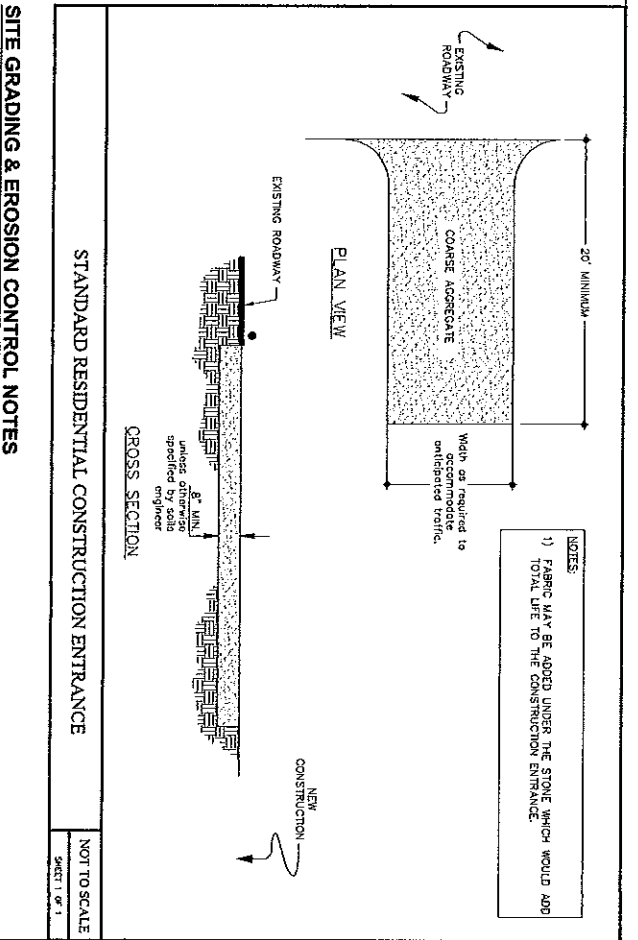 EXISTING
ROADWAY
20' MINIMUM
COARSE AGGREGATE
Width as required to
accommodate
anticipated traffic.
NOTES:
1) FABRIC MAY BE ADDED UNDER THE STONE WHICH WOULD ADD
TOTAL LIFE TO THE CONSTRUCTION ENTRANCE.
PLAN VIEW
EXISTING ROADWAY
8" MIN.
unless otherwise
specified by soils
engineer
NEW
CONSTRUCTION
CROSS SECTION
STANDARD RESIDENTIAL CONSTRUCTION ENTRANCE
NOT TO SCALE
SHEET 1 OF 1
SITE GRADING & EROSION CONTROL NOTES